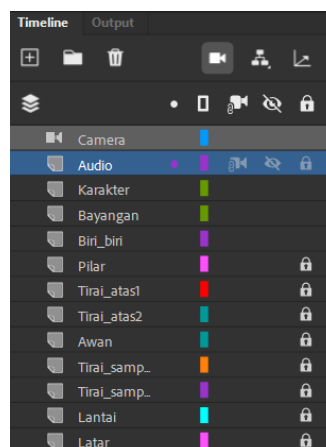 Timeline Output
Camera
Audio
Karakter
Bayangan
Biri_biri
Pilar
Tirai_atas1
Tirai_atas2
Awan
Tirai_samp...
Tirai_samp...
Lantai
Latar